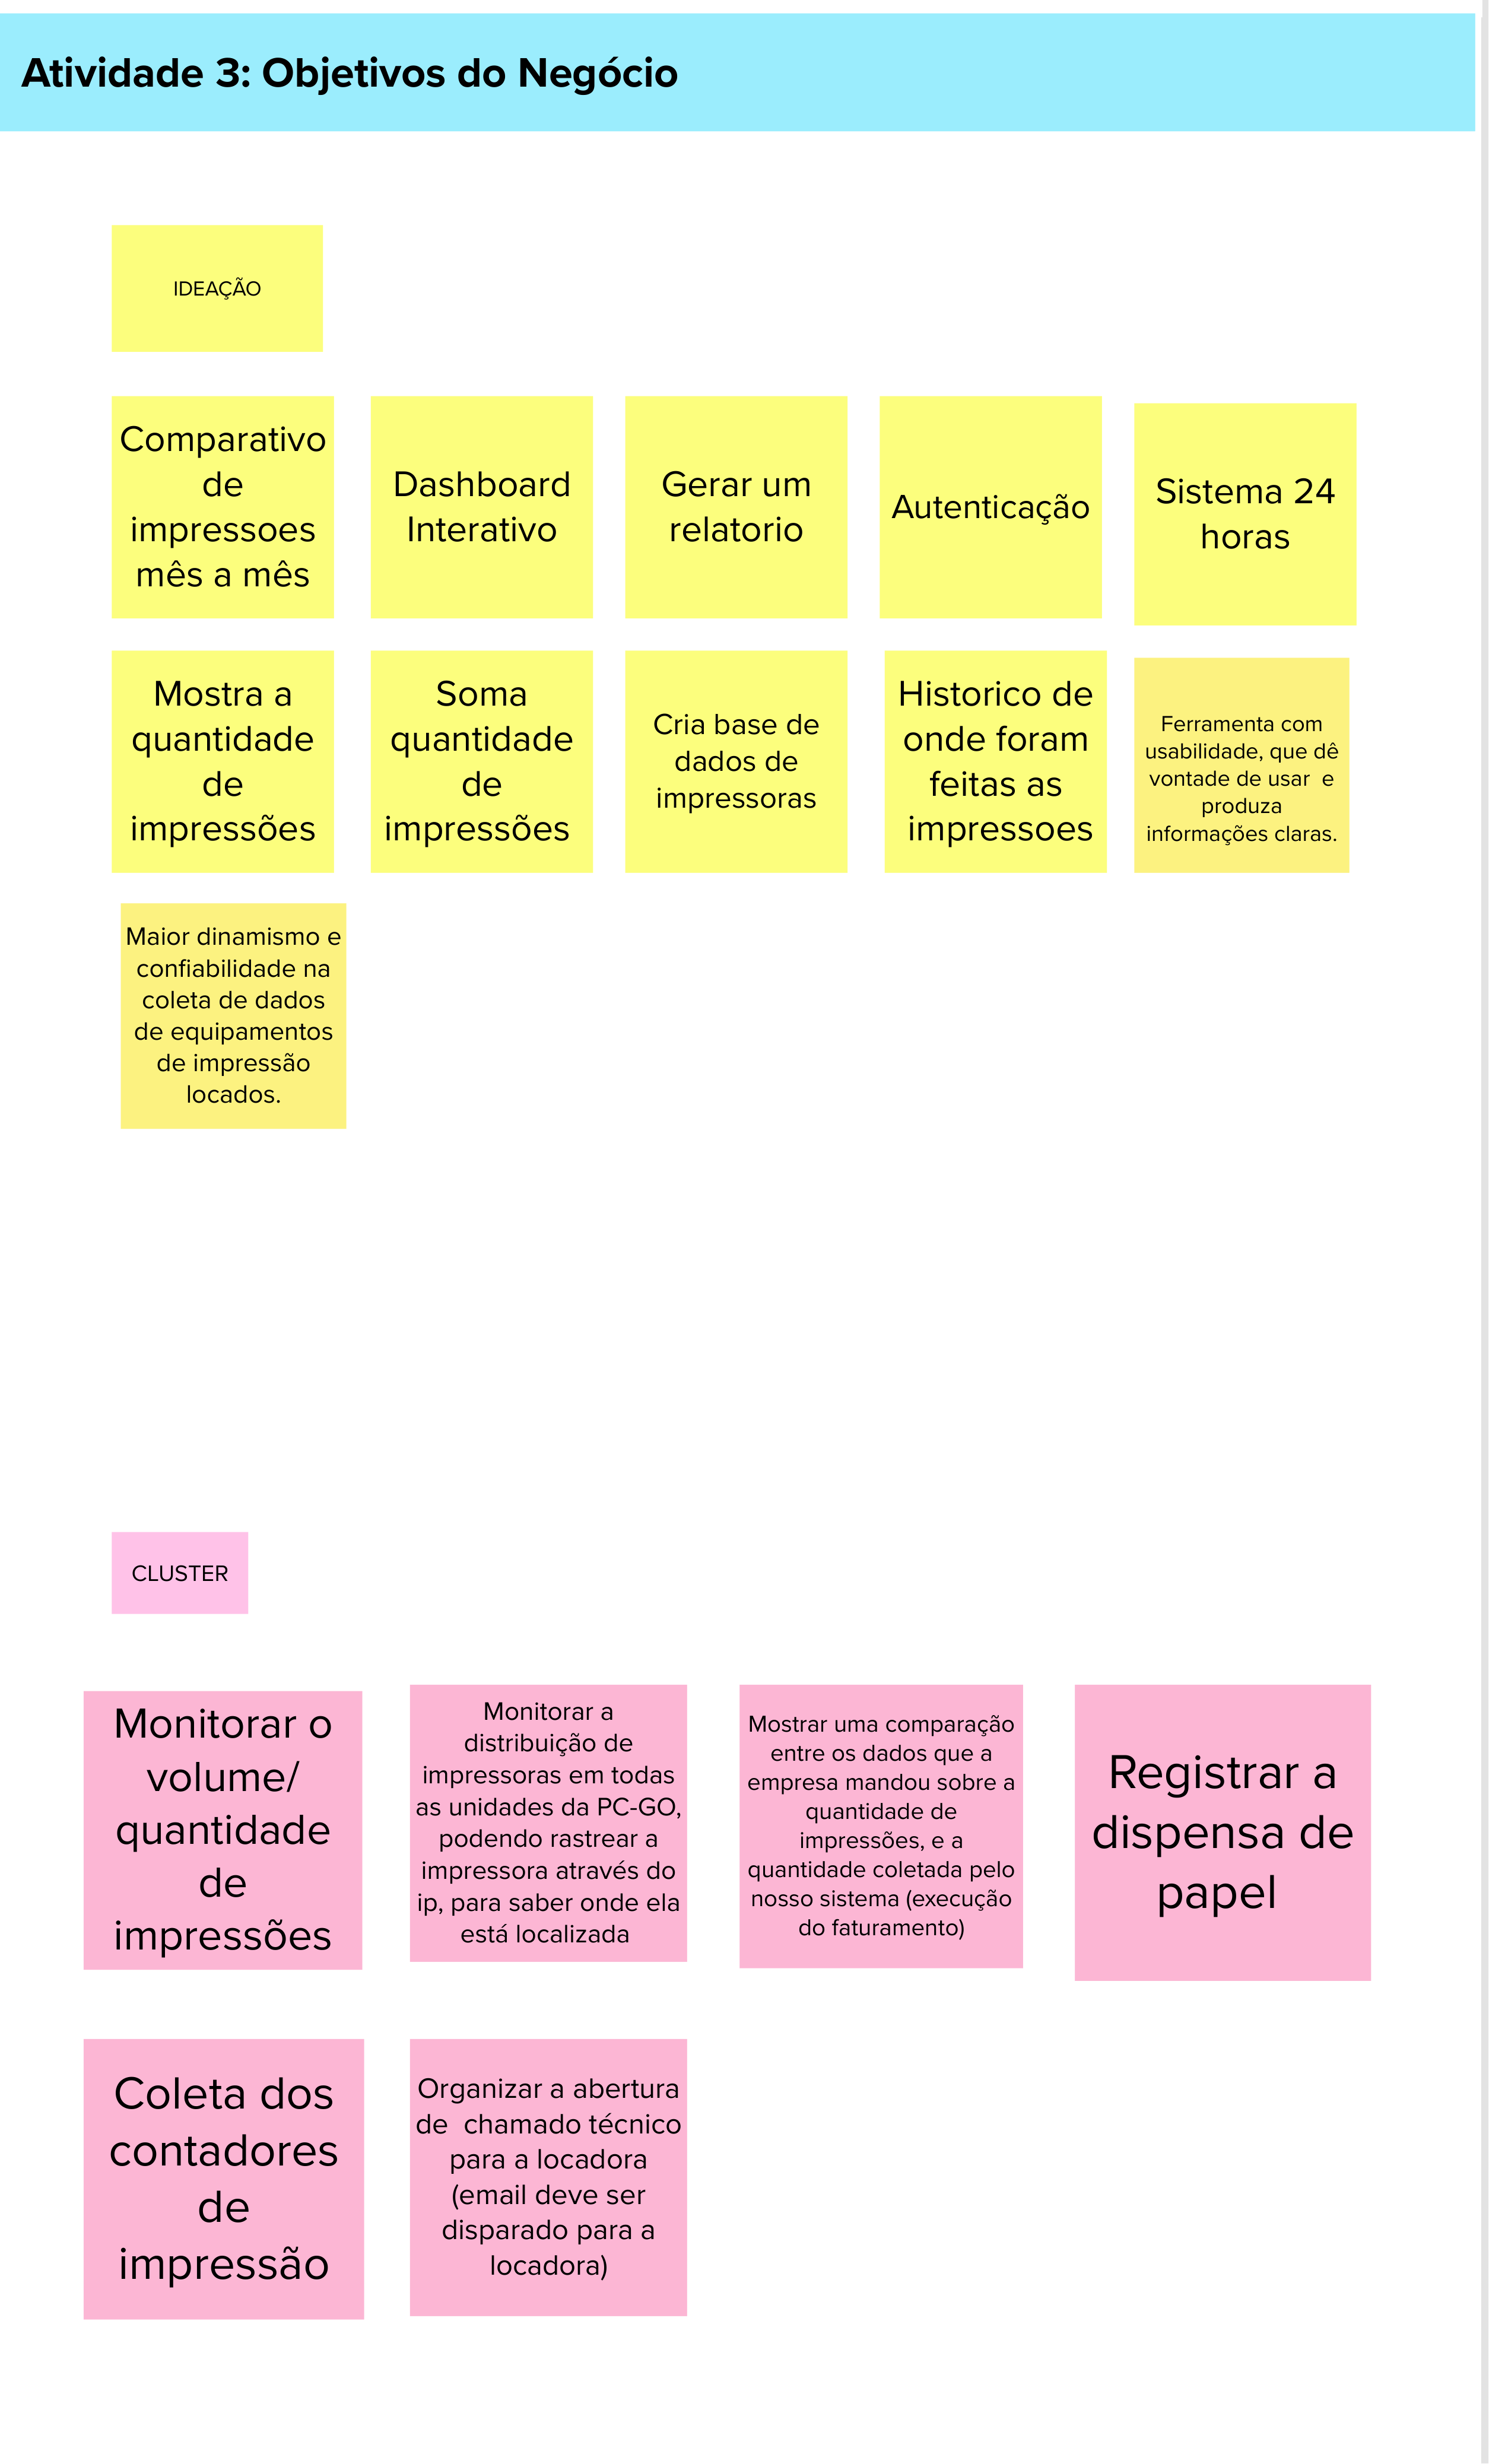 Atividade 3: Objetivos do Negócio
IDEAÇÃO
Comparativo
de
impressoes
mês a mês
Dashboard
Interativo
Gerar um
relatorio
Autenticação
Sistema 24
horas
Mostra a
quantidade
de
impressões
Soma
quantidade
de
impressões
Cria base de
dados de
impressoras
Historico de
onde foram
feitas as
impressoes
Ferramenta com
usabilidade, que dê
vontade de usar  e
produza
informações claras.
Maior dinamismo e
confiabilidade na
coleta de dados
de equipamentos
de impressão
locados.
CLUSTER
Monitorar o
volume/
quantidade
de
impressões
Monitorar a
distribuição de
impressoras em todas
as unidades da PC-GO,
podendo rastrear a
impressora através do
ip, para saber onde ela
está localizada
Mostrar uma comparação
entre os dados que a
empresa mandou sobre a
quantidade de
impressões, e a
quantidade coletada pelo
nosso sistema (execução
do faturamento)
Registrar a
dispensa de
papel
Coleta dos
contadores
de
impressão
Organizar a abertura
de  chamado técnico
para a locadora
(email deve ser
disparado para a
locadora)